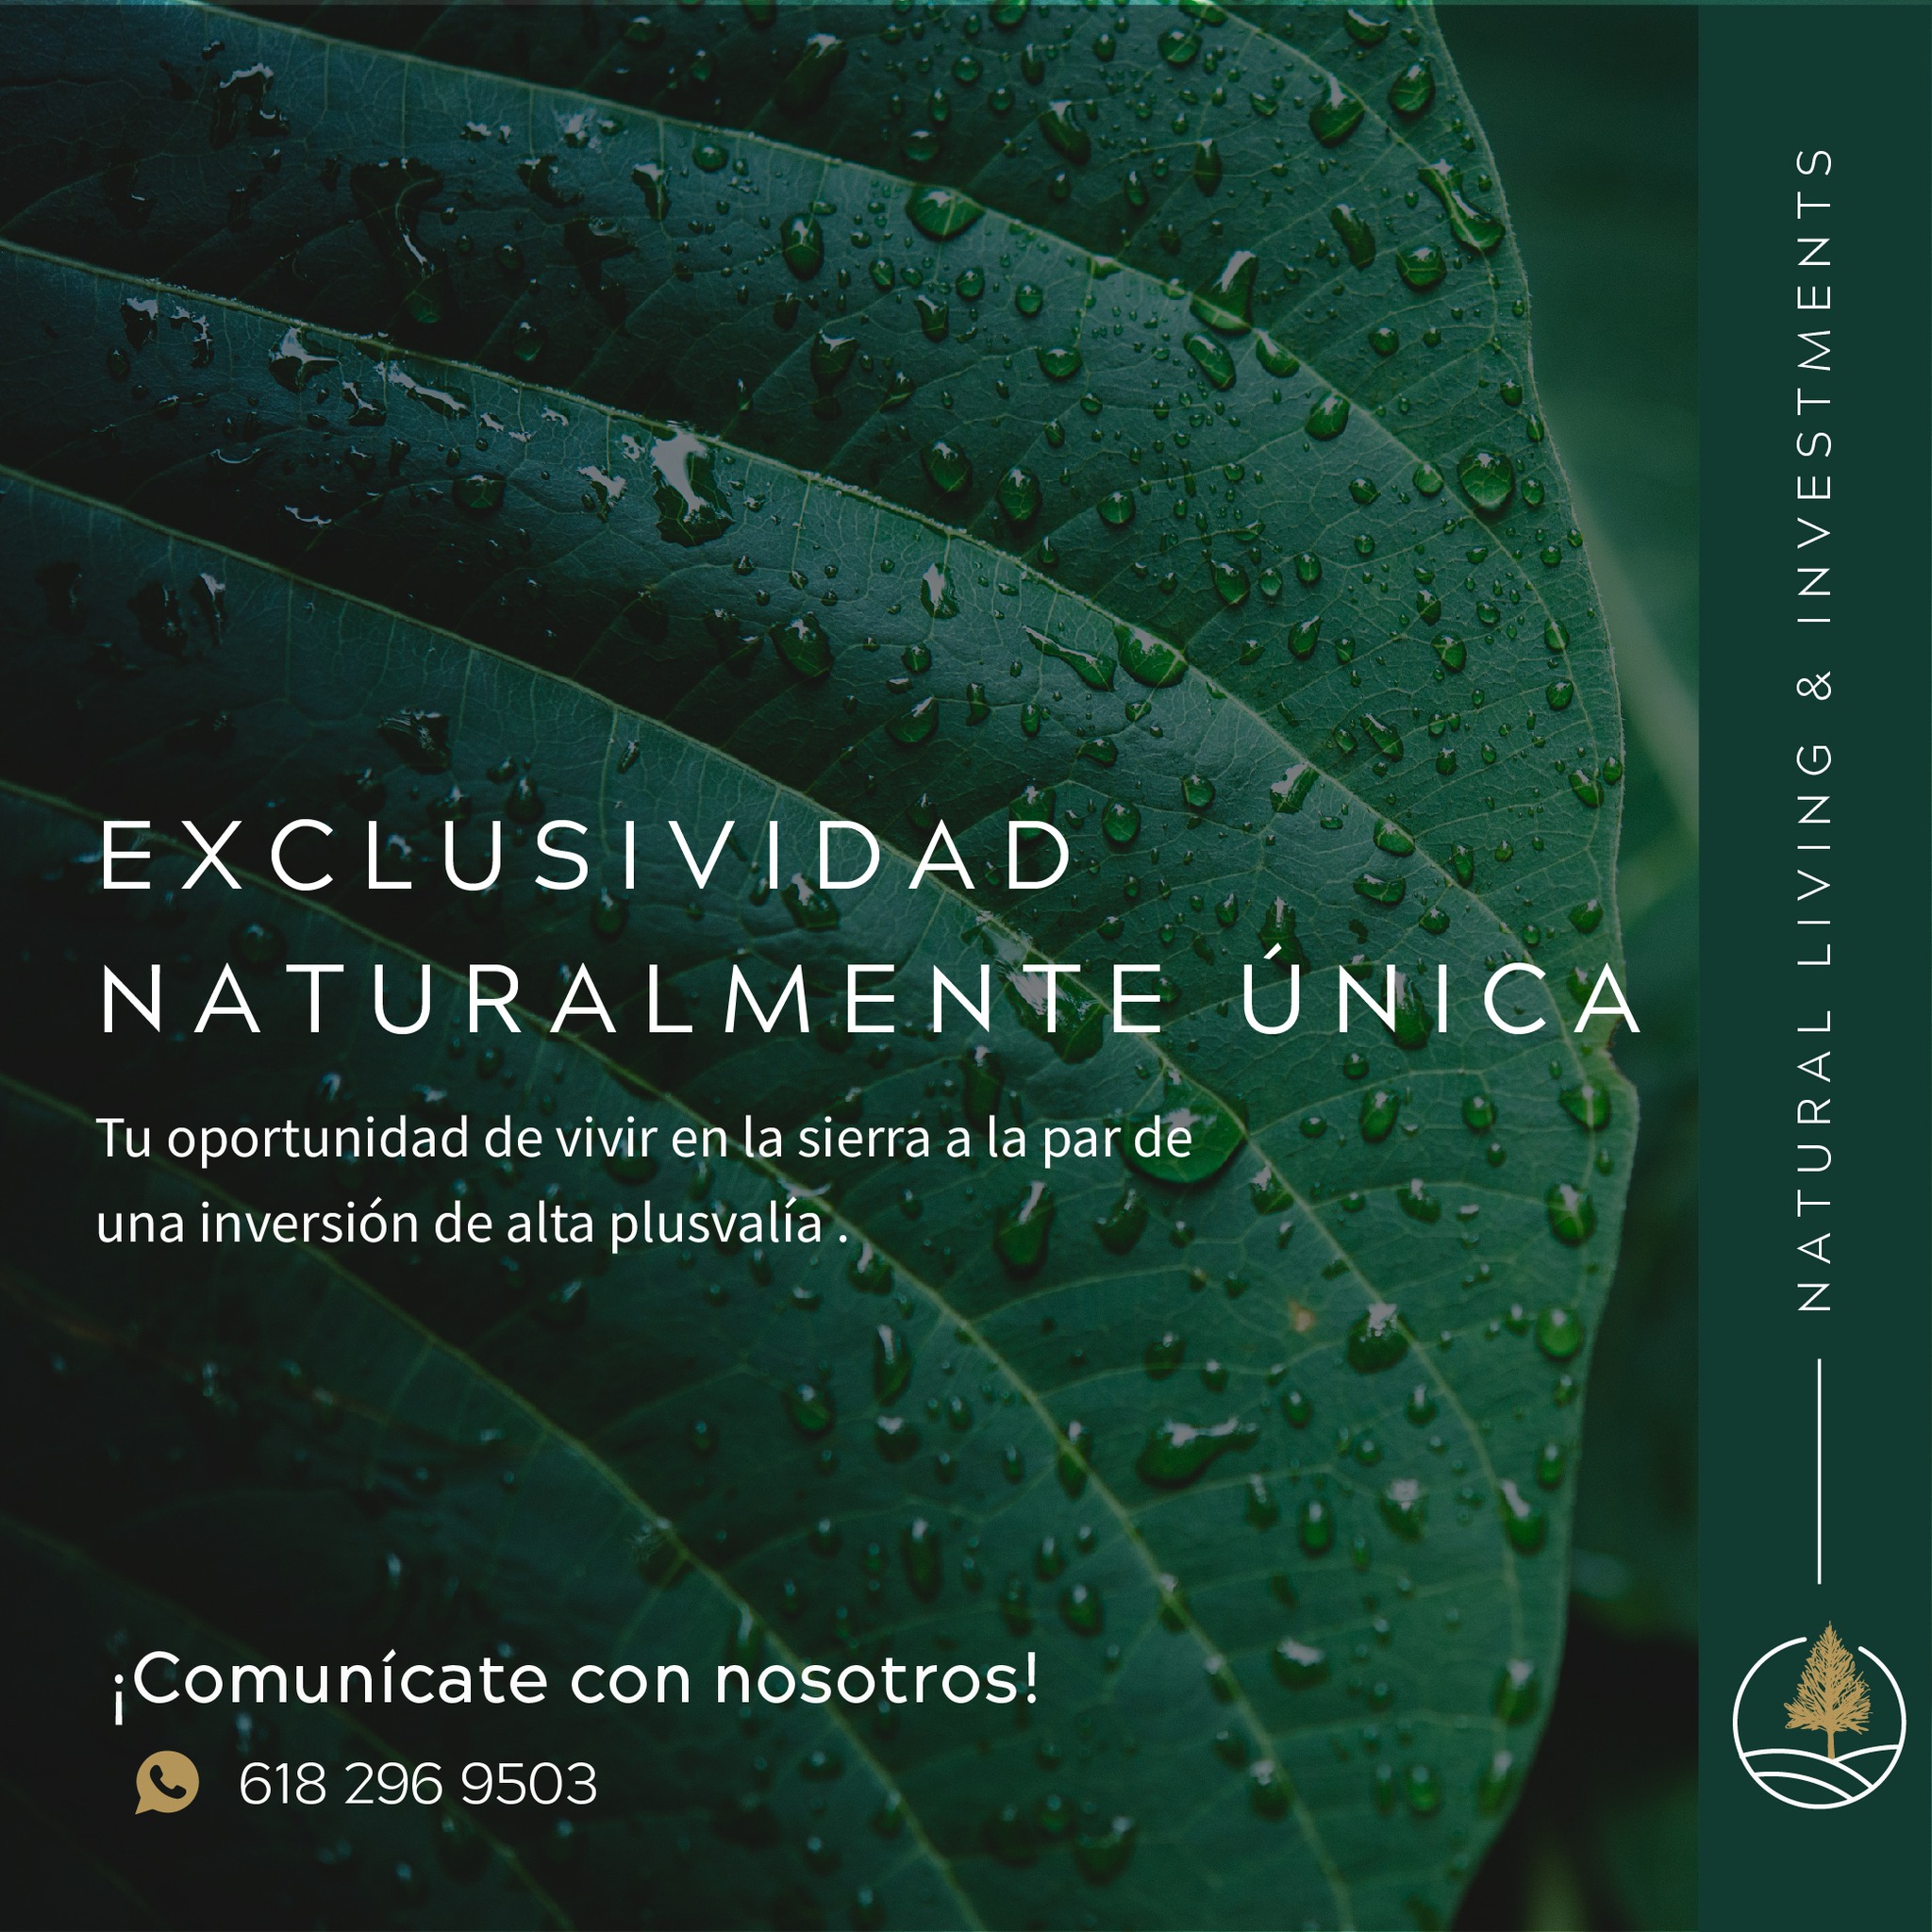 EXCLUSIVIDAD
NATURALMENTE ÚNICA
Tu oportunidad de vivir en la sierra a la par de
una inversión de alta plusvalía .
¡Comunícate con nosotros!
618 296 9503
NATURAL LIVING & INVESTMENTS